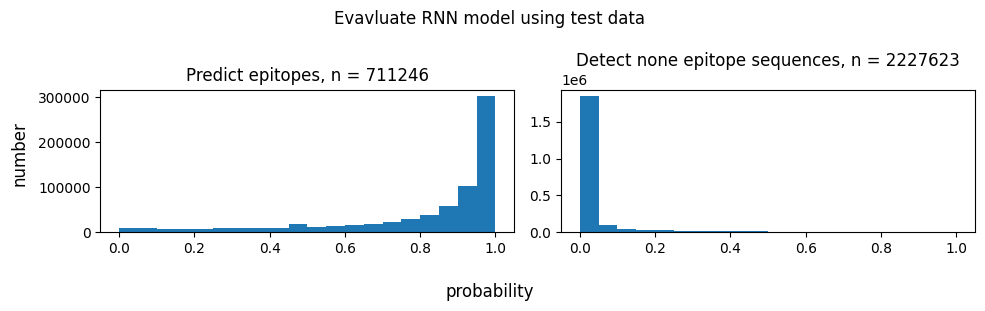 Evavluate RNN model using test data
Predict epitopes, n = 711246
300000
200000
100000
0
number
0.0 0.2 0.4 0.6 0.8 1.0
Detect none epitope sequences, n = 2227623
1e6
1.5
1.0
0.5
0.0
0.0 0.2 0.4 0.6 0.8 1.0
probability